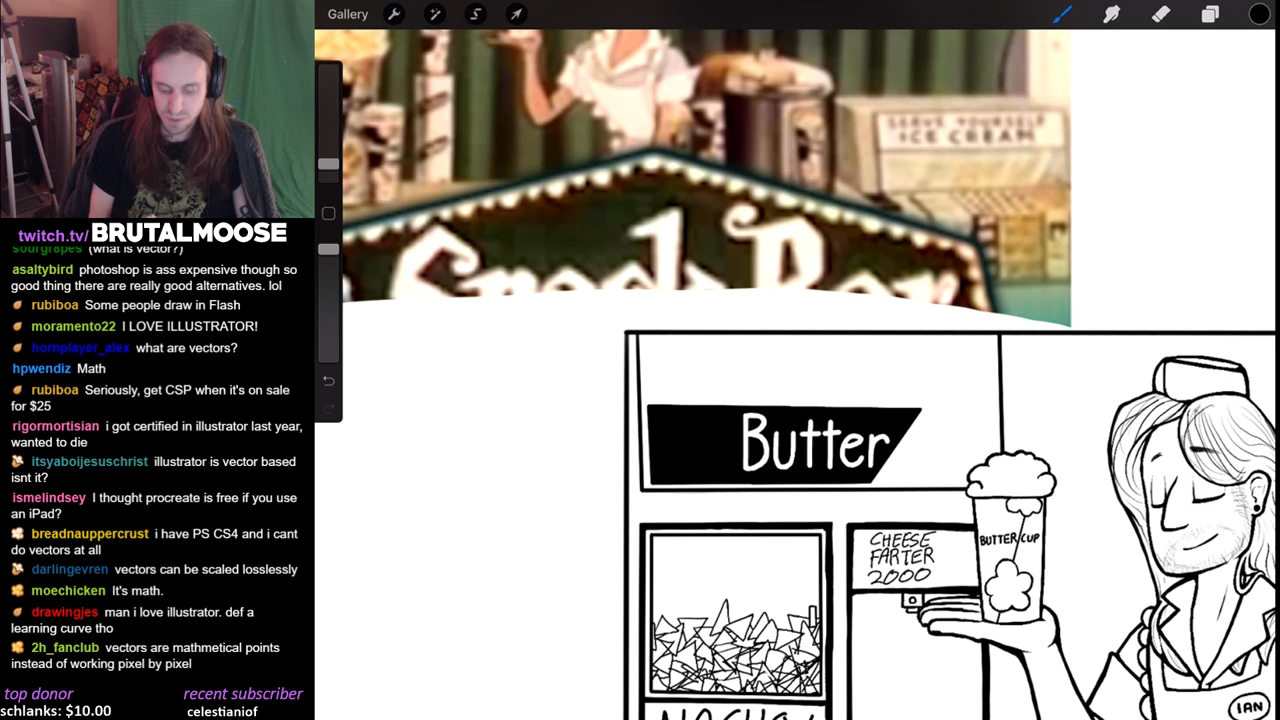 Gallery
SERVE YOURSELF
ICE CREAM
Snack Bar
twitch.tv/BRUTALMOOSE
sourgr8pes (what is vector?)
asaltybird photoshop is ass expensive though so
good thing there are really good alternatives. lol
rubiboa Some people draw in Flash
moramento22 I LOVE ILLUSTRATOR!
hornplayer_alex what are vectors?
hpwendiz Math
rubiboa Seriously, get CSP when it's on sale
for $25
rigormortisian i got certified in illustrator last year,
wanted to die
itsyaboijesuschrist illustrator is vector based
isnt it?
ismelindsey I thought procreate is free if you use
an iPad?
breadnauppercrust i have PS CS4 and i cant
do vectors at all
darlingevren vectors can be scaled losslessly
moechicken It's math.
drawingjes man i love illustrator. def a
learning curve tho
2h_fanclub vectors are mathmetical points
instead of working pixel by pixel
top donor
schlanks: $10.00
recent subscriber
celestianiof
Butter
CHEESE
FARTER
2000
BUTTER CUP
IAN